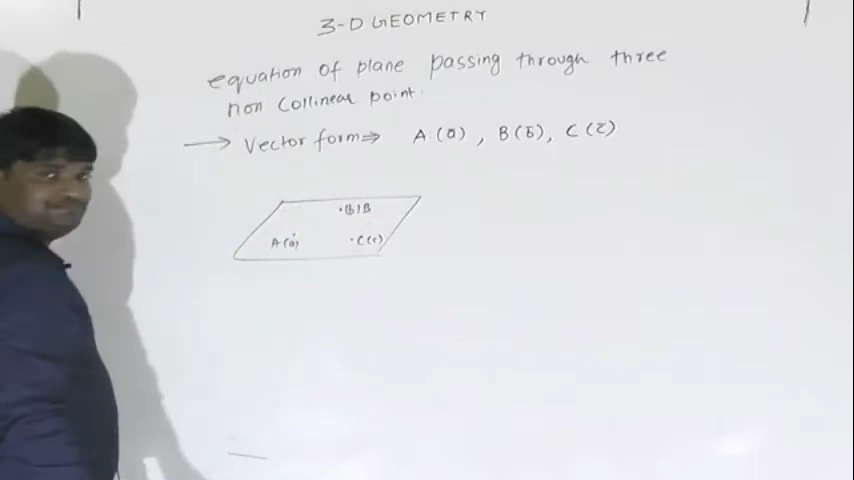 3-D GEOMETRY
equation of plane passing through three
non collinear point.
→ Vector form ⇒ A(ā), B(b̄), C(c̄)
·(b)B
A(ā) ·C(c)